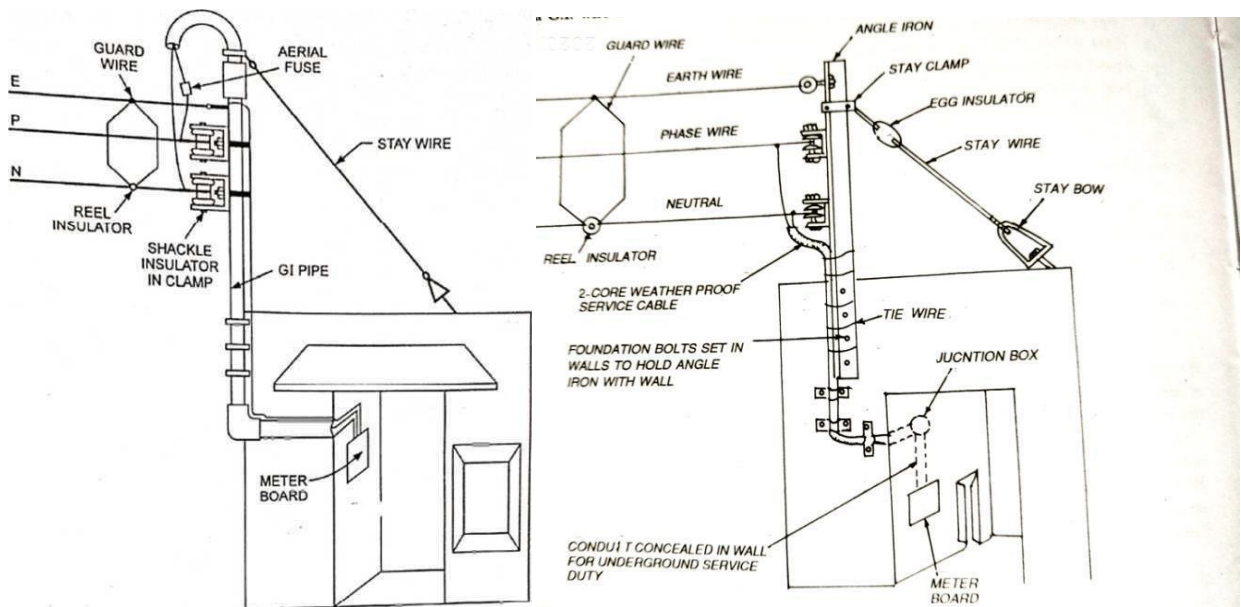 GUARD
WIRE
AERIAL
FUSE
E
P
N
STAY WIRE
REEL
INSULATOR
SHACKLE
INSULATOR
IN CLAMP
GI PIPE
METER
BOARD
ANGLE IRON
GUARD WIRE
EARTH WIRE
STAY CLAMP
EGG INSULATOR
PHASE WIRE
STAY WIRE
STAY BOW
NEUTRAL
REEL INSULATOR
2-CORE WEATHER PROOF
SERVICE CABLE
TIE WIRE
FOUNDATION BOLTS SET IN
WALLS TO HOLD ANGLE
IRON WITH WALL
JUCNTION BOX
CONDUIT CONCEALED IN WALL
FOR UNDERGROUND SERVICE
DUTY
METER
BOARD